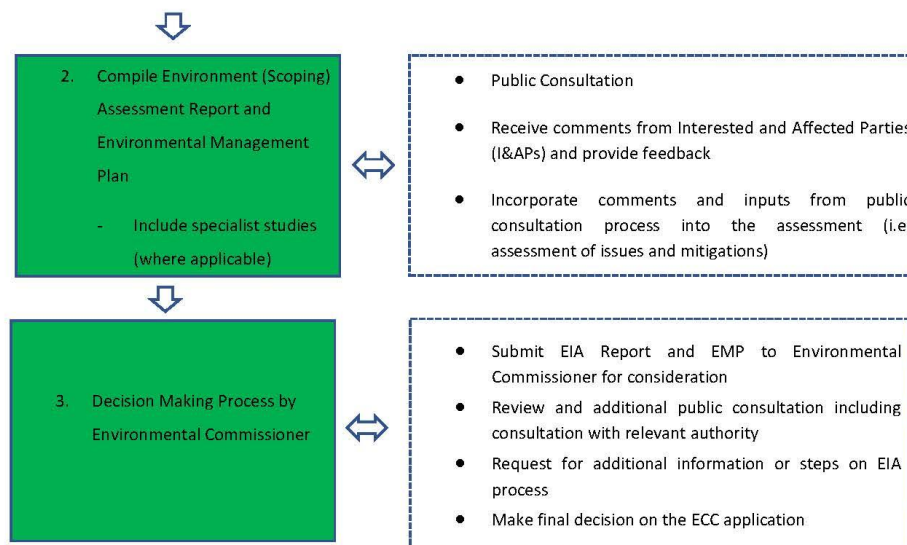 2. Compile Environment (Scoping)
Assessment Report and
Environmental Management
Plan
- Include specialist studies
(where applicable)
● Public Consultation
● Receive comments from Interested and Affected Parties
(I&APs) and provide feedback
● Incorporate comments and inputs from public
consultation process into the assessment (i.e
assessment of issues and mitigations)
3. Decision Making Process by
Environmental Commissioner
● Submit EIA Report and EMP to Environmental
Commissioner for consideration
● Review and additional public consultation including
consultation with relevant authority
● Request for additional information or steps on EIA
process
● Make final decision on the ECC application